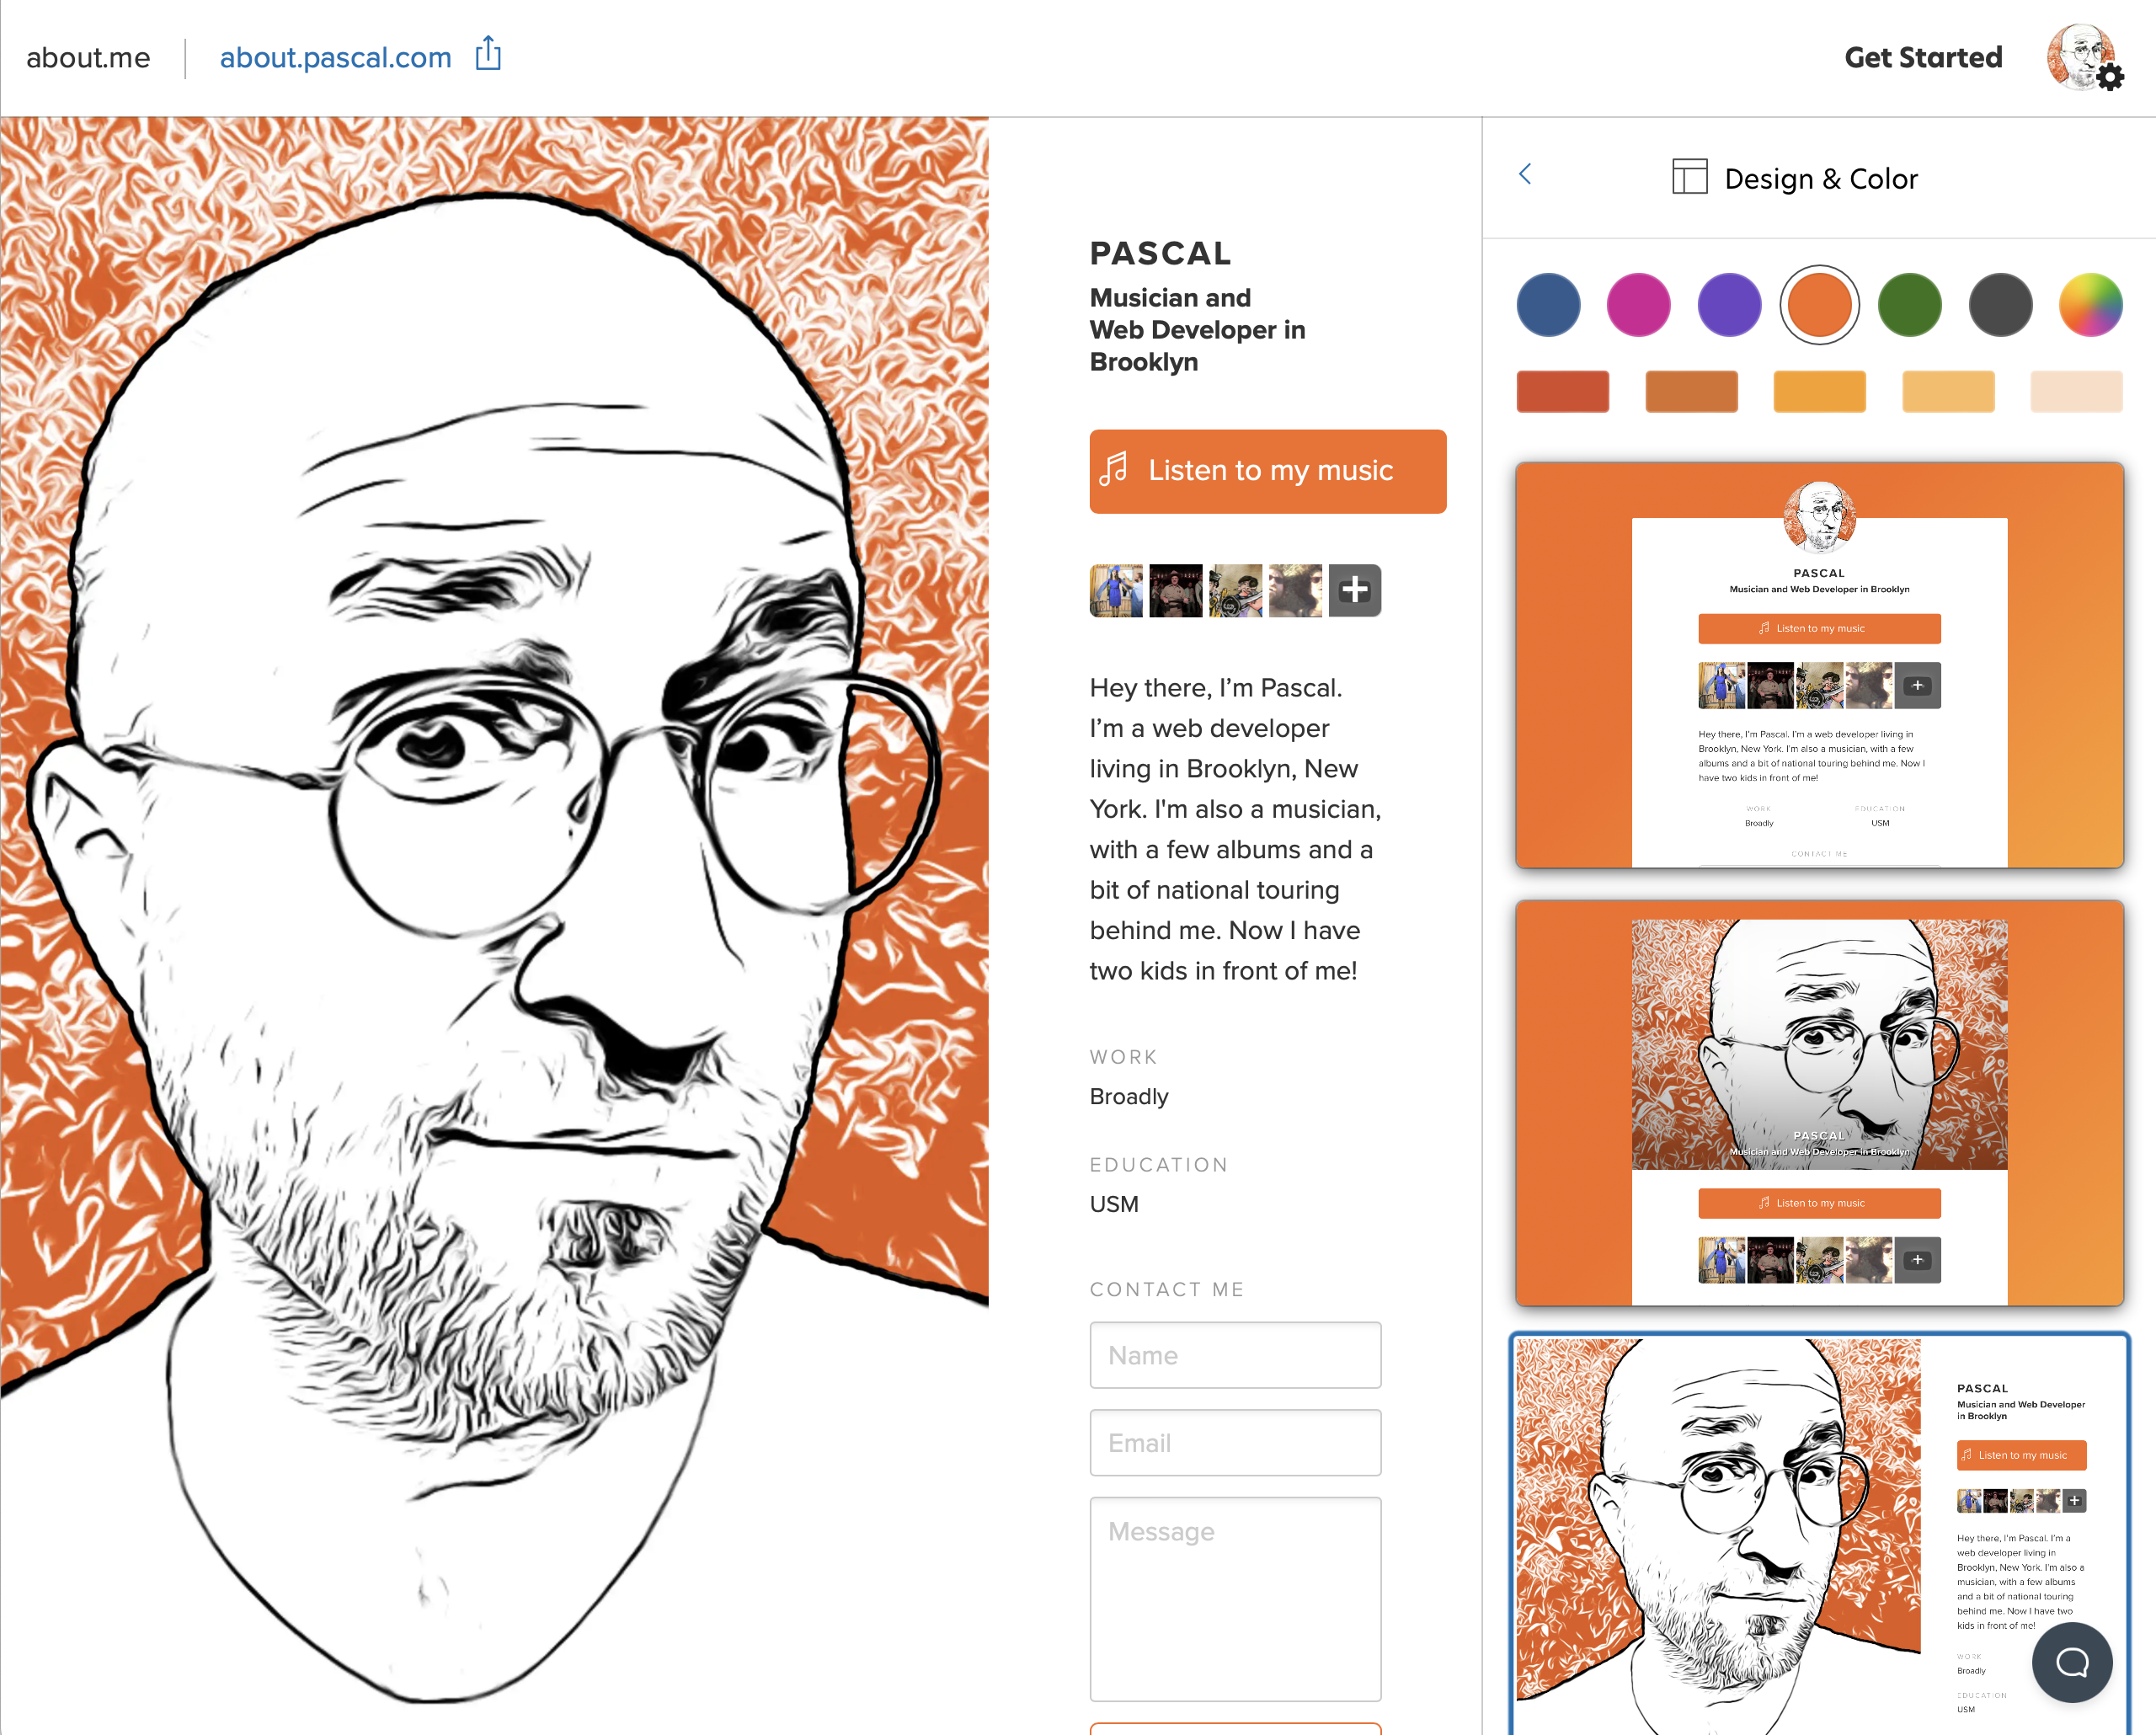 about.me
about.pascal.com
Get Started
PASCAL
Musician and
Web Developer in
Brooklyn
Listen to my music
Hey there, I’m Pascal.
I’m a web developer
living in Brooklyn, New
York. I'm also a musician,
with a few albums and a
bit of national touring
behind me. Now I have
two kids in front of me!
WORK
Broadly
EDUCATION
USM
CONTACT ME
Name
Email
Message
Design & Color
PASCAL
Musician and Web Developer in Brooklyn
Listen to my music
Hey there, I’m Pascal. I’m a web developer living in
Brooklyn, New York. I'm also a musician, with a few
albums and a bit of national touring behind me. Now I
have two kids in front of me!
WORK
EDUCATION
Broadly
USM
CONTACT ME
PASCAL
Musician and Web Developer in Brooklyn
Listen to my music
PASCAL
Musician and Web Developer
in Brooklyn
Listen to my music
Hey there, I’m Pascal. I’m a
web developer living in
Brooklyn, New York. I'm also a
musician, with a few albums
and a bit of national touring
behind me. Now I have two
kids in front of me!
WORK
Broadly
EDUCATION
USM